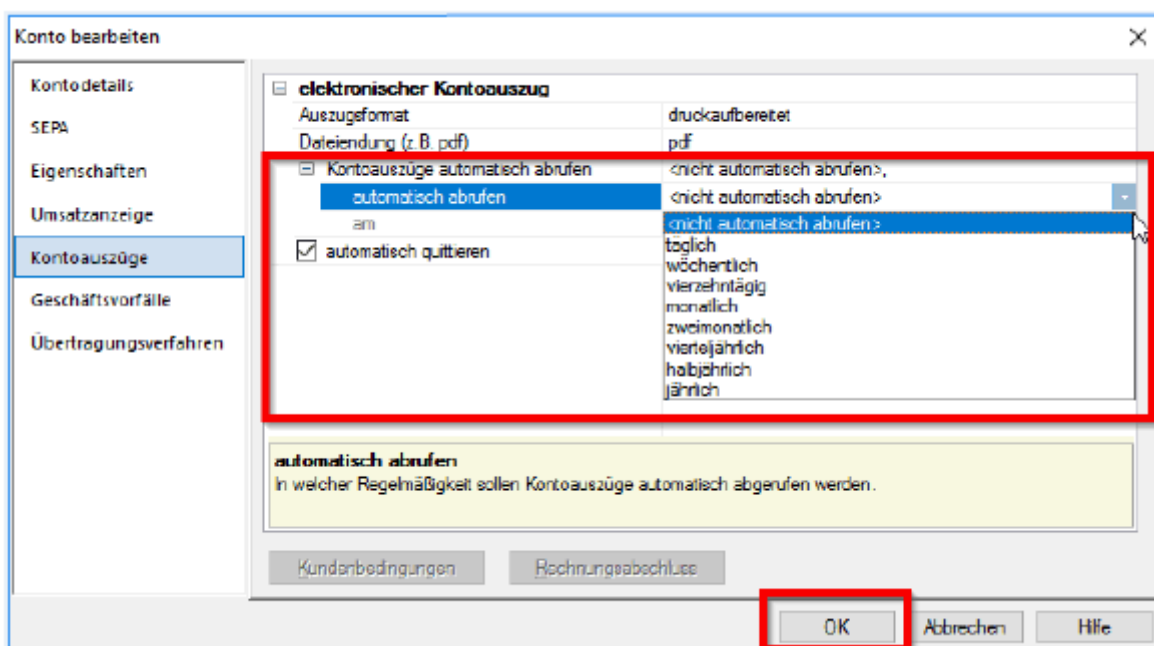 Konto bearbeiten
Kontodetails
SEPA
Eigenschaften
Umsatzanzeige
Kontoauszüge
Geschäftsvorfälle
Übertragungsverfahren
elektronischer Kontoauszug
Auszugsformat druckaufbereitet
Dateiendung (z.B. pdf) pdf
Kontoauszüge automatisch abrufen <nicht automatisch abrufen>,
automatisch abrufen <nicht automatisch abrufen>
am <nicht automatisch abrufen>
automatisch quittieren
täglich
wöchentlich
vierzehntägig
monatlich
zweimonatlich
vierteljährlich
halbjährlich
jährlich
automatisch abrufen
In welcher Regelmäßigkeit sollen Kontoauszüge automatisch abgerufen werden.
Kundenbedingungen Rechnungsabschluss
OK Abbrechen Hilfe